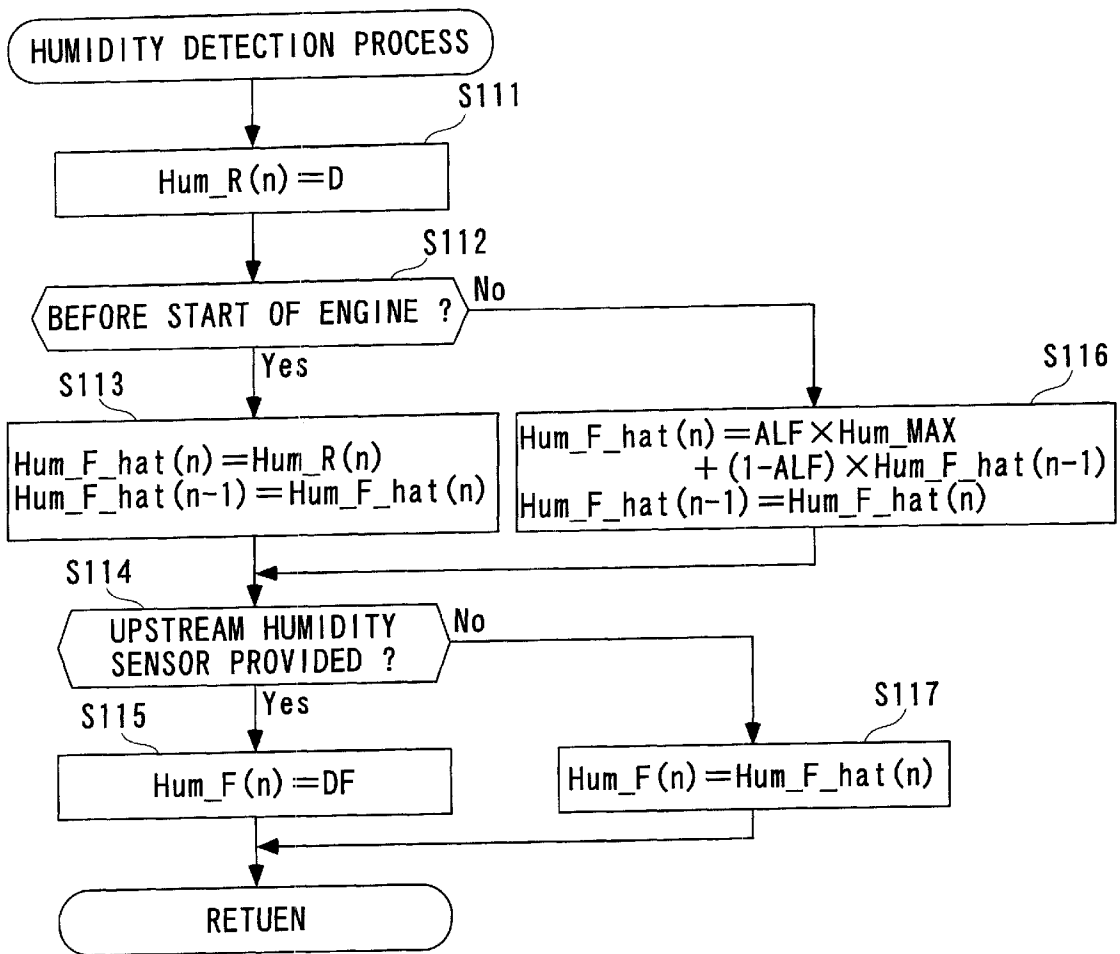 HUMIDITY DETECTION PROCESS
S111
Hum_R(n)=D
S112
BEFORE START OF ENGINE ?
No
Yes
S113
Hum_F_hat(n)=Hum_R(n)
Hum_F_hat(n-1)=Hum_F_hat(n)
S116
Hum_F_hat(n)=ALF×Hum_MAX
+(1-ALF)×Hum_F_hat(n-1)
Hum_F_hat(n-1)=Hum_F_hat(n)
S114
UPSTREAM HUMIDITY
SENSOR PROVIDED ?
No
Yes
S115
Hum_F(n)=DF
S117
Hum_F(n)=Hum_F_hat(n)
RETUEN